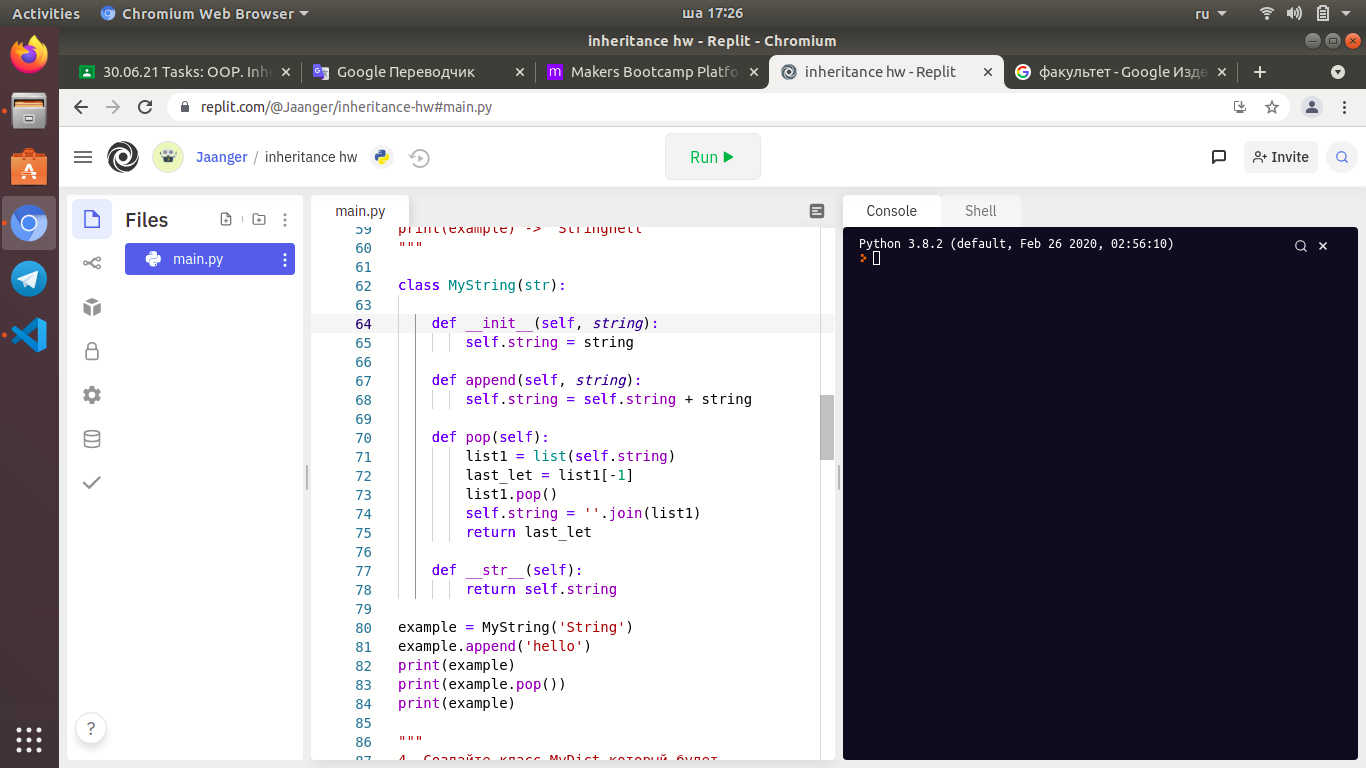 Activities
Chromium Web Browser
ша 17:26
ru
inheritance hw - Replit - Chromium
30.06.21 Tasks: OOP. Inh
Google Переводчик
Makers Bootcamp Platfo
inheritance hw - Replit
факультет - Google Изде
replit.com/@Jaanger/inheritance-hw#main.py
Jaanger / inheritance hw
Run
Invite
Files
main.py
main.py
59 print(example) -> "Stringhell"
60 """
61
62 class MyString(str):
63
64 def __init__(self, string):
65 self.string = string
66
67 def append(self, string):
68 self.string = self.string + string
69
70 def pop(self):
71 list1 = list(self.string)
72 last_let = list1[-1]
73 list1.pop()
74 self.string = ''.join(list1)
75 return last_let
76
77 def __str__(self):
78 return self.string
79
80 example = MyString('String')
81 example.append('hello')
82 print(example)
83 print(example.pop())
84 print(example)
85
86 """
87 4. Создайте класс MyDict который будет
Console
Shell
Python 3.8.2 (default, Feb 26 2020, 02:56:10)
?